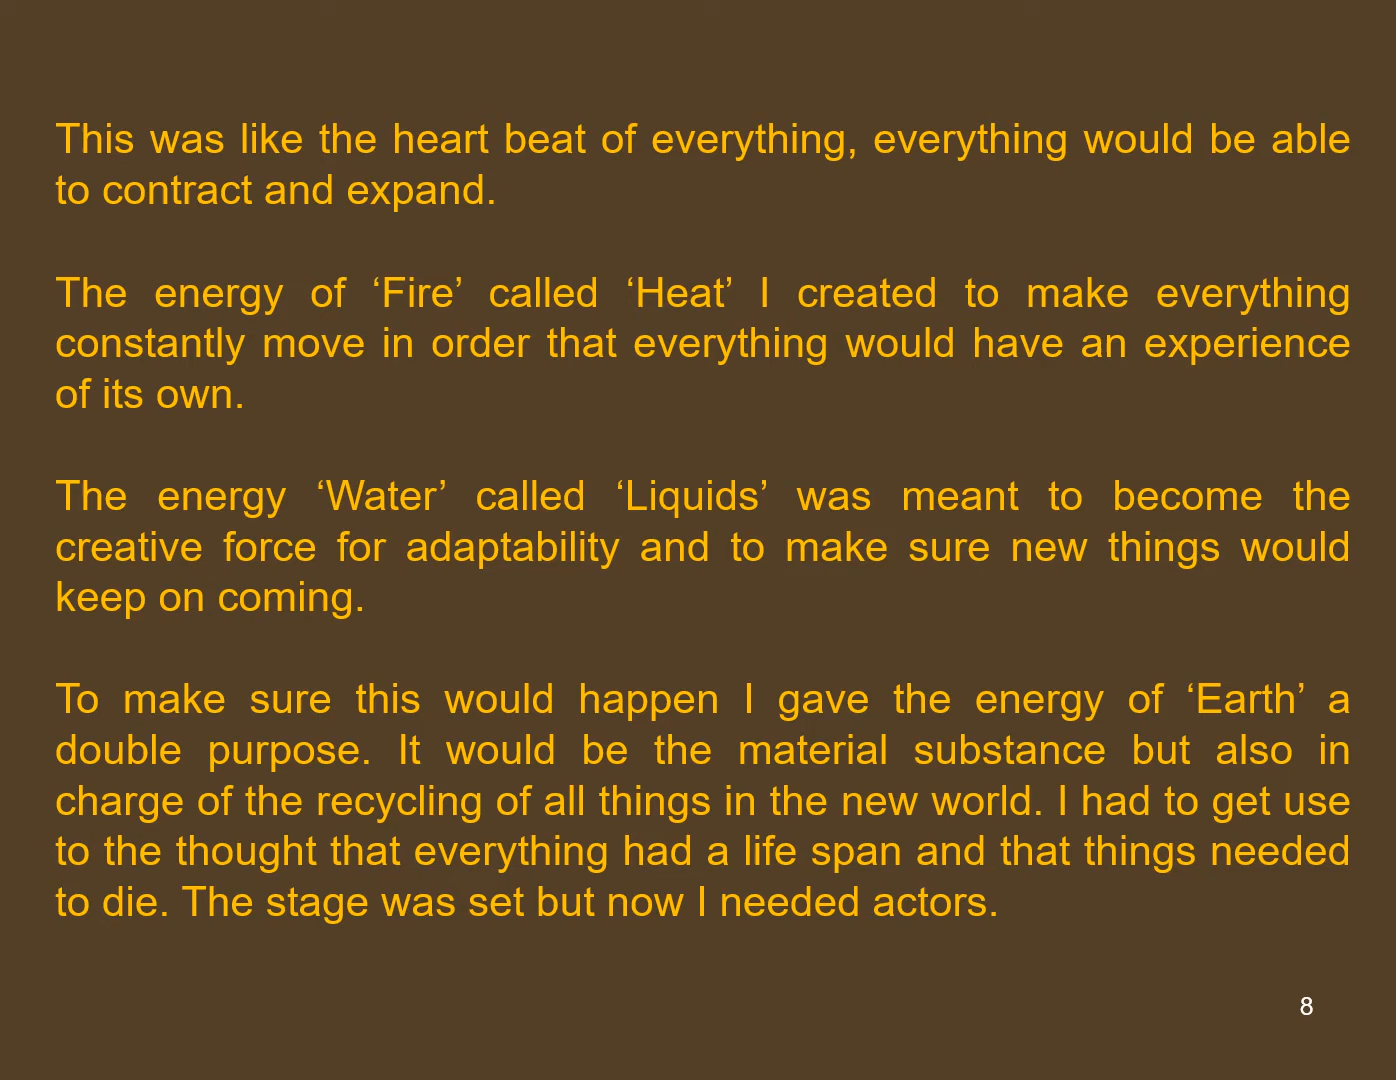 This was like the heart beat of everything, everything would be able
to contract and expand.
The energy of ‘Fire’ called ‘Heat’ I created to make everything
constantly move in order that everything would have an experience
of its own.
The energy ‘Water’ called ‘Liquids’ was meant to become the
creative force for adaptability and to make sure new things would
keep on coming.
To make sure this would happen I gave the energy of ‘Earth’ a
double purpose. It would be the material substance but also in
charge of the recycling of all things in the new world. I had to get use
to the thought that everything had a life span and that things needed
to die. The stage was set but now I needed actors.
8